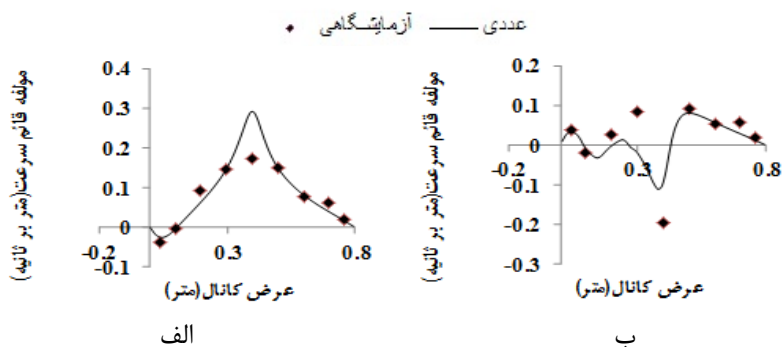 آزمایشگاهی عددی
مولفه قائم سرعت(متر بر ثانیه)
0.4
0.3
0.2
0.1
0
-0.1
-0.2 0.3 0.8
عرض کانال(متر)
الف
مولفه قائم سرعت(متر بر ثانیه)
0.2
0.1
0
-0.1
-0.2
-0.3
-0.2 0.3 0.8
عرض کانال(متر)
ب